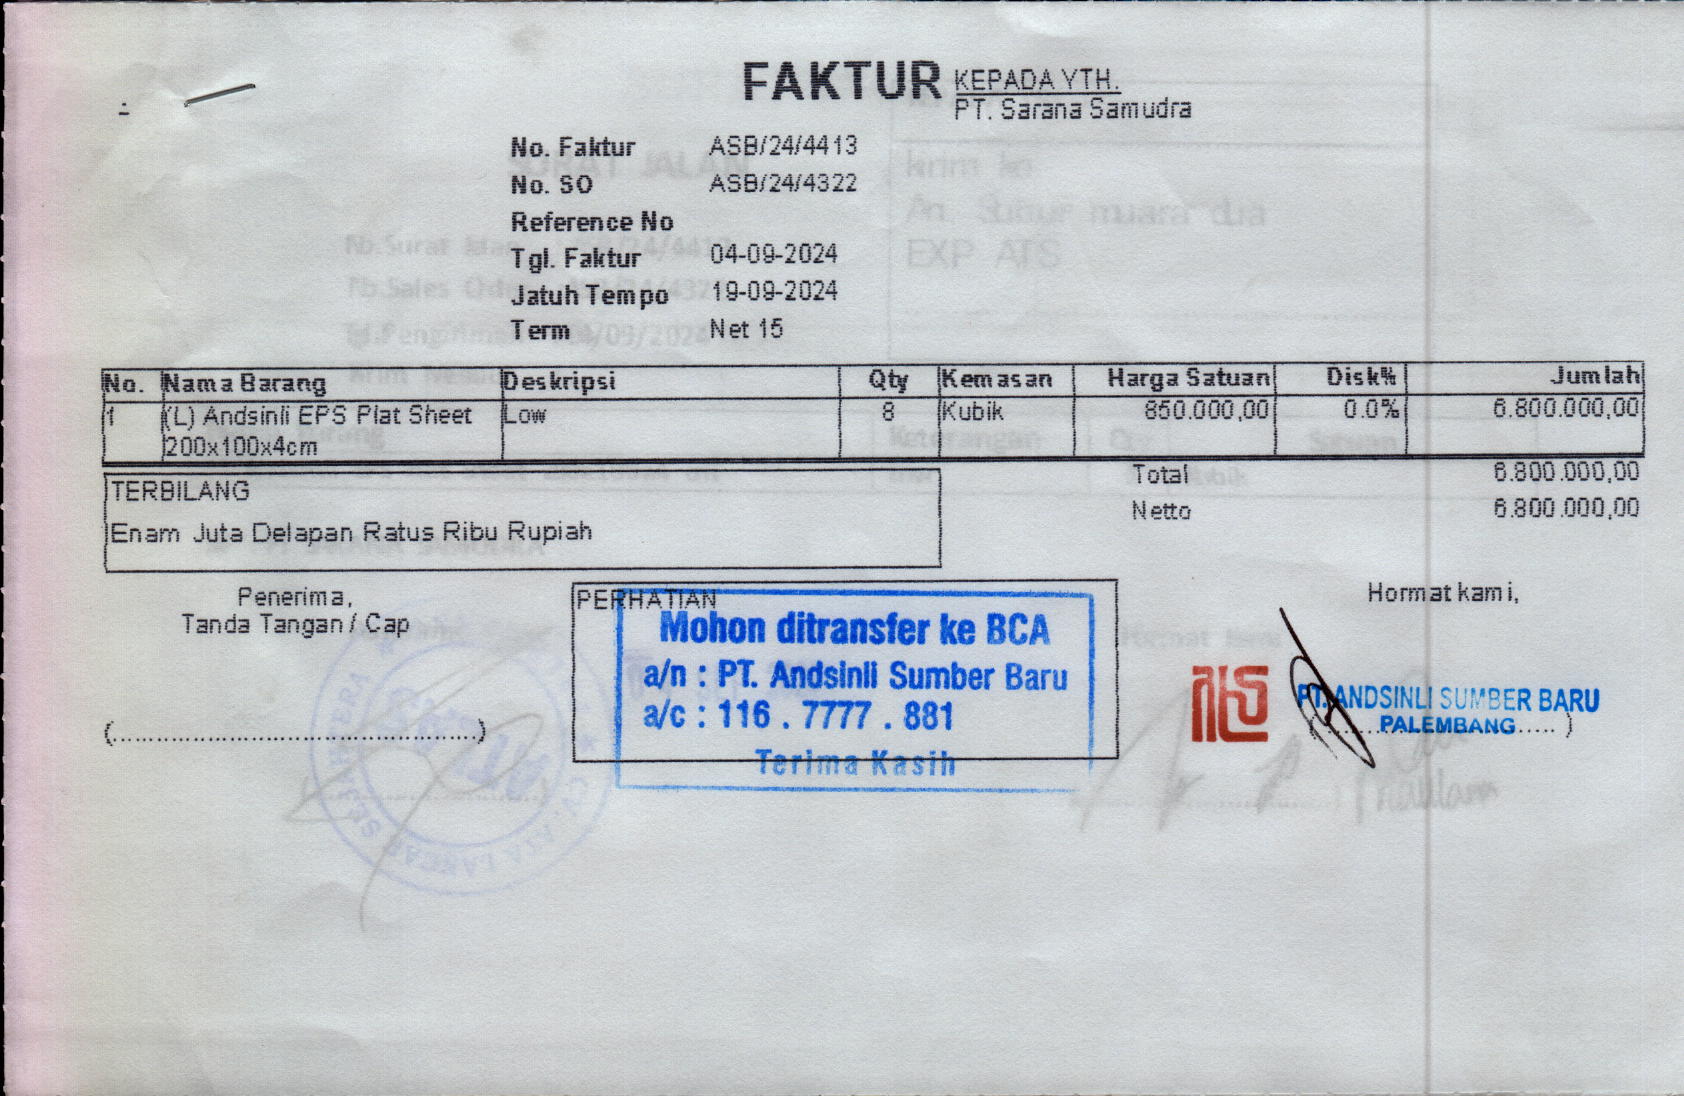 FAKTUR
KEPADA YTH.
PT. Sarana Samudra
No. Faktur ASB/24/4413
No. SO ASB/24/4322
Reference No
Tgl. Faktur 04-09-2024
Jatuh Tempo 19-09-2024
Term Net 15
No. Nama Barang Deskripsi Qty Kemasan Harga Satuan Disk% Jumlah
1 (L) Andsinli EPS Plat Sheet Low 8 Kubik 850.000,00 0.0% 6.800.000,00
200x100x4cm
Total 6.800.000,00
Netto 6.800.000,00
TERBILANG
Enam Juta Delapan Ratus Ribu Rupiah
Penerima,
Tanda Tangan / Cap
PERHATIAN
Mohon ditransfer ke BCA
a/n : PT. Andsinli Sumber Baru
a/c : 116 . 7777 . 881
Terima Kasih
Hormat kami,
PT. ANDSINLI SUMBER BARU
PALEMBANG